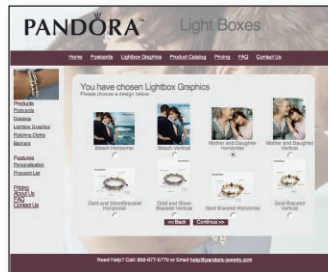 PANDORA™
Light Boxes
Home Postcards Lightbox Graphics Product Catalog Pricing FAQ Contact Us
You have chosen Lightbox Graphics
Please choose a design below:
Products
Postcards
Catalogs
Lightbox Graphics
Polishing Cloths
Banners
Features
Personalization
Prospect List
Pricing
About Us
FAQ
Contact Us
Beach Horizontal
Beach Vertical
Mother and Daughter Horizontal
Mother and Daughter Vertical
Gold and Silver Bracelet Horizontal
Gold and Silver Bracelet Vertical
Gold Bracelet Horizontal
Gold Bracelet Vertical
<< Back
Continue >>
Need help? Call: 888-677-6770 or Email help@pandora-jewelry.com